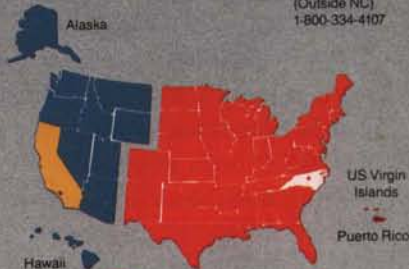 (Outside NC)
1-800-334-4107
Alaska
US Virgin
Islands
Puerto Rico
Hawaii